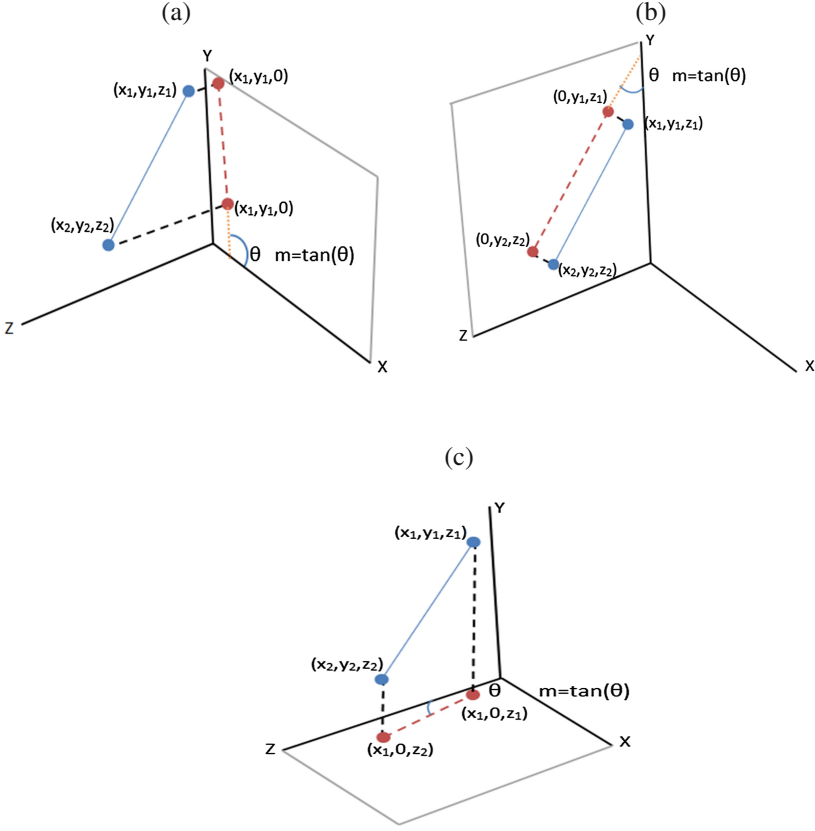 (a)
Y
(x₁,y₁,0)
(x₁,y₁,z₁)
(x₂,y₂,z₂)
(x₁,y₁,0)
θ m=tan(θ)
Z
X
(b)
Y
θ m=tan(θ)
(0,y₁,z₁)
(x₁,y₁,z₁)
(0,y₂,z₂)
(x₂,y₂,z₂)
Z
X
(c)
Y
(x₁,y₁,z₁)
(x₂,y₂,z₂)
θ m=tan(θ)
(x₁,0,z₁)
Z
(x₁,0,z₂)
X